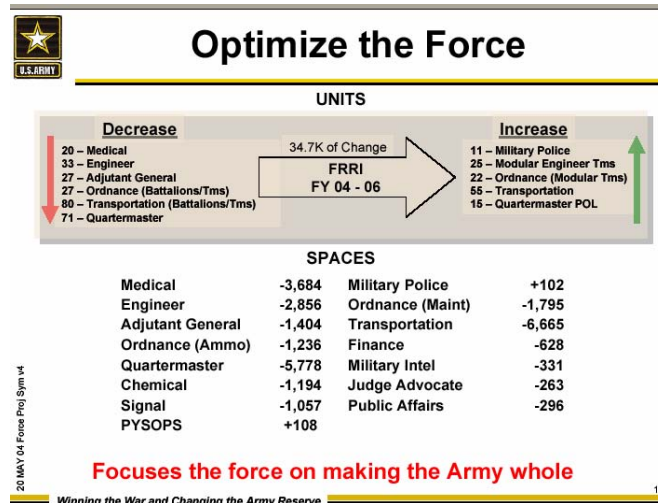 U.S.ARMY
Optimize the Force
UNITS
Decrease
20 – Medical
33 – Engineer
27 – Adjutant General
27 – Ordnance (Battalions/Tms)
80 – Transportation (Battalions/Tms)
71 – Quartermaster
34.7K of Change
FRRI
FY 04 - 06
Increase
11 – Military Police
25 – Modular Engineer Tms
22 – Ordnance (Modular Tms)
55 – Transportation
15 – Quartermaster POL
SPACES
Medical -3,684 Military Police +102
Engineer -2,856 Ordnance (Maint) -1,795
Adjutant General -1,404 Transportation -6,665
Ordnance (Ammo) -1,236 Finance -628
Quartermaster -5,778 Military Intel -331
Chemical -1,194 Judge Advocate -263
Signal -1,057 Public Affairs -296
PYSOPS +108
20 MAY 04 Force Proj Sym v4
Focuses the force on making the Army whole
Winning the War and Changing the Army Reserve
1